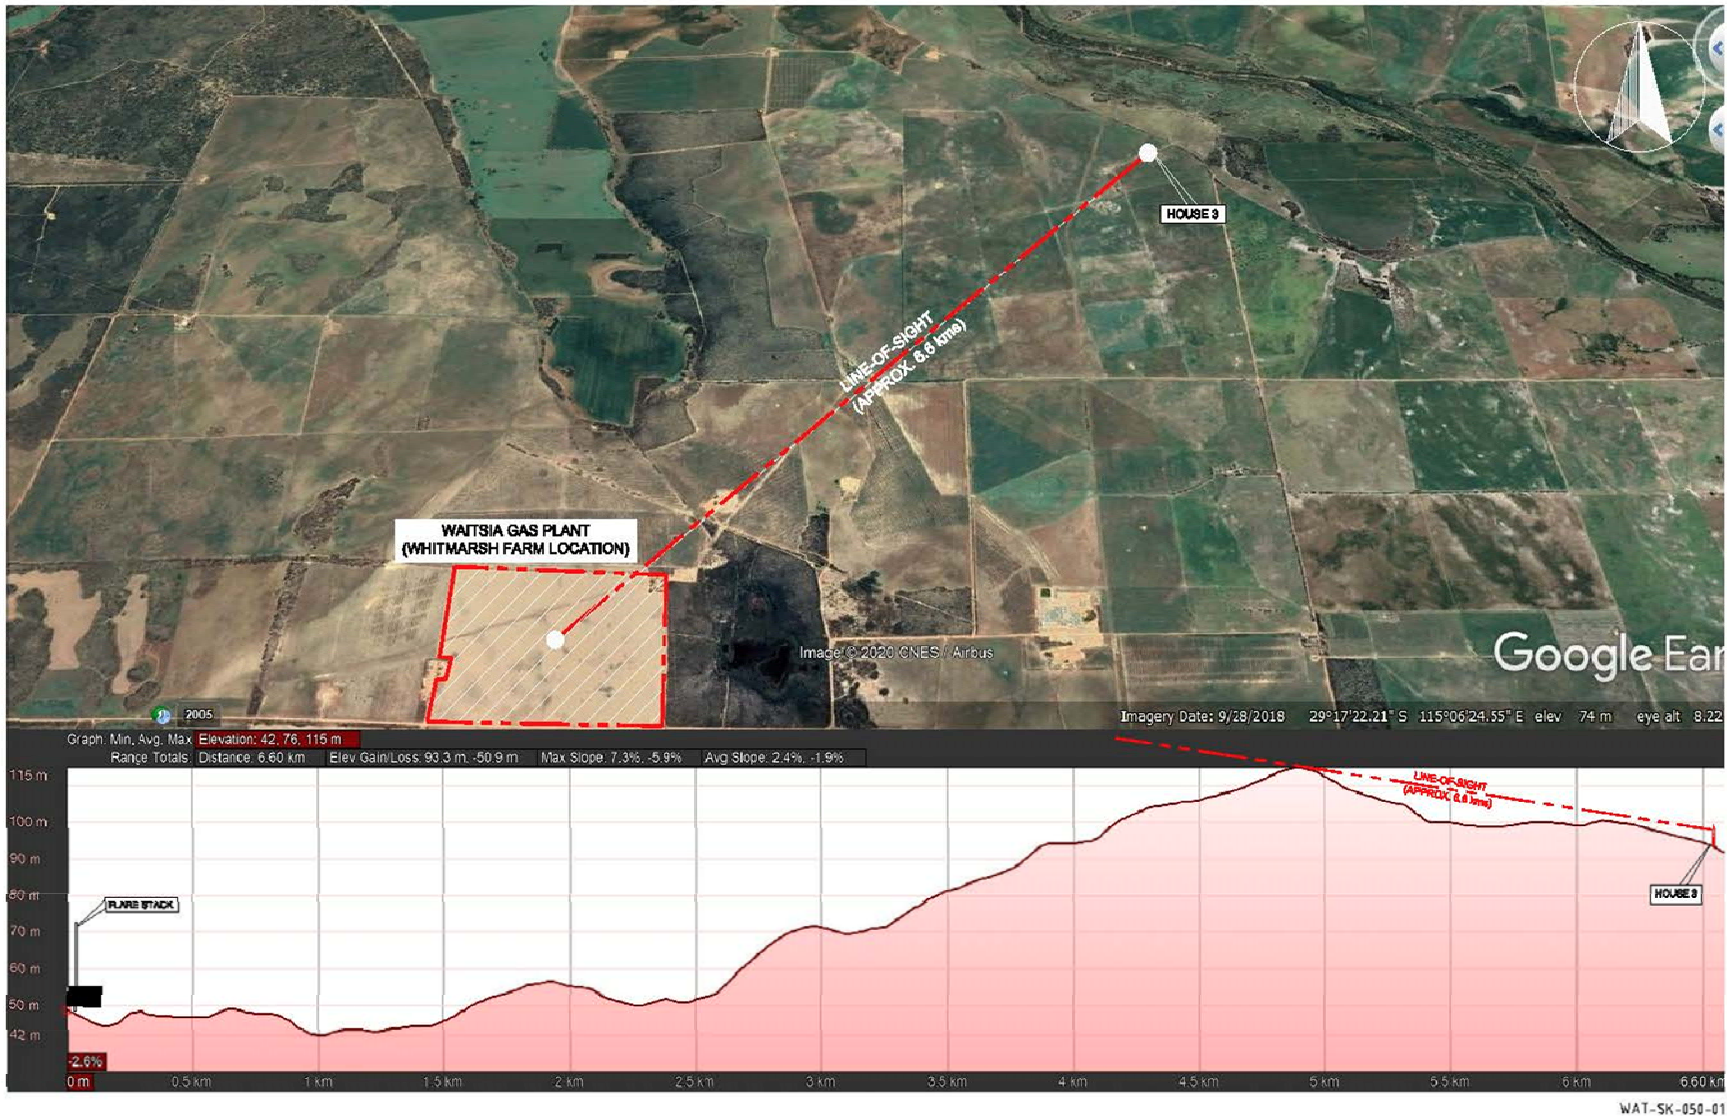 HOUSE 3
LINE-OF-SIGHT
(APPROX. 6.6 kms)
WAITSIA GAS PLANT
(WHITMARSH FARM LOCATION)
Image © 2020 CNES / Airbus
Google Ear
2005
Imagery Date: 9/28/2018 29°17'22.21" S 115°06'24.55" E elev 74 m eye alt 8.22
Graph: Min, Avg, Max Elevation: 42, 76, 115 m
Range Totals: Distance: 6.60 km Elev Gain/Loss: 93.3 m, -50.9 m Max Slope: 7.3%, -5.9% Avg Slope: 2.4%, -1.9%
115 m
LINE-OF-SIGHT
(APPROX. 6.6 kms)
100 m
90 m
80 m
HOUSE 3
FLARE STACK
70 m
60 m
50 m
42 m
-2.6%
0 m 0.5 km 1 km 1.5 km 2 km 2.5 km 3 km 3.5 km 4 km 4.5 km 5 km 5.5 km 6 km 6.60 km
WAT-SK-050-01